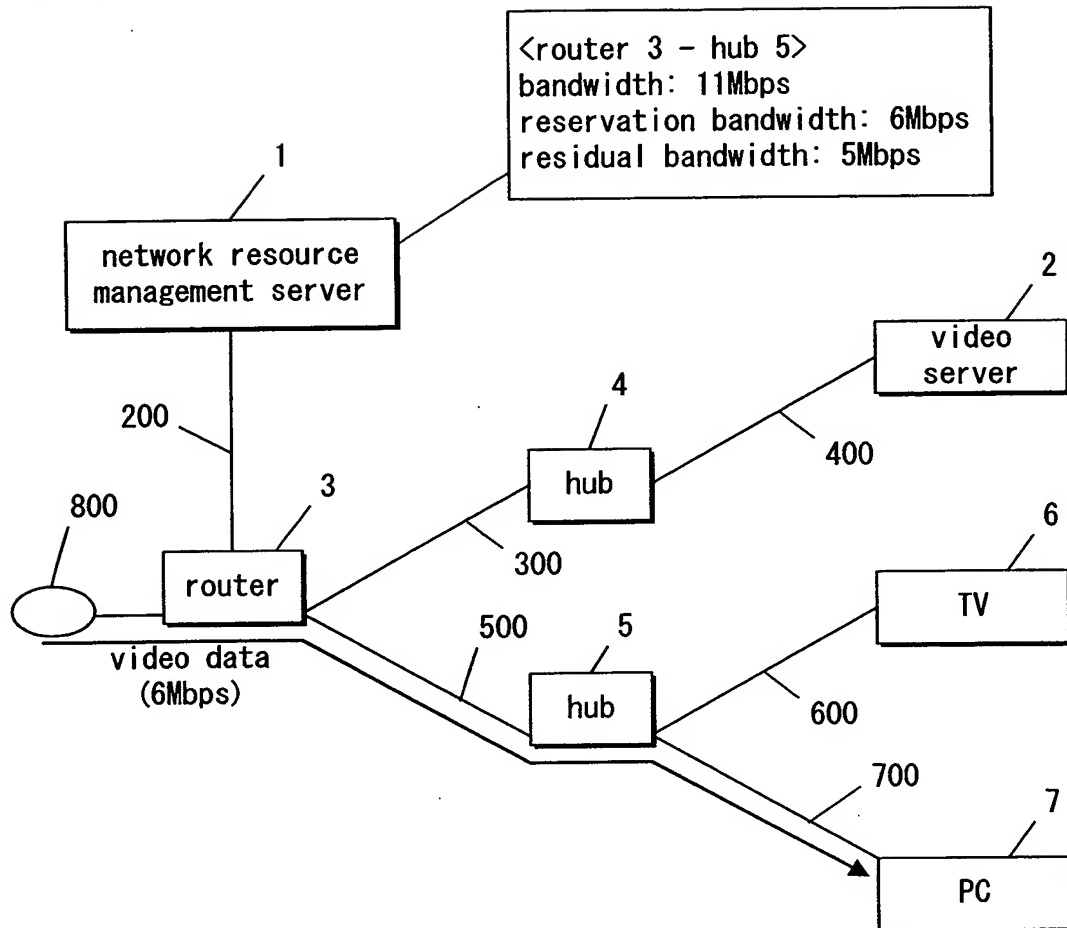 <router 3 - hub 5>
bandwidth: 11Mbps
reservation bandwidth: 6Mbps
residual bandwidth: 5Mbps
1
network resource
management server
2
video
server
4
200
400
hub
3
800
6
300
router
TV
500
5
video data
(6Mbps)
hub
600
700
7
PC